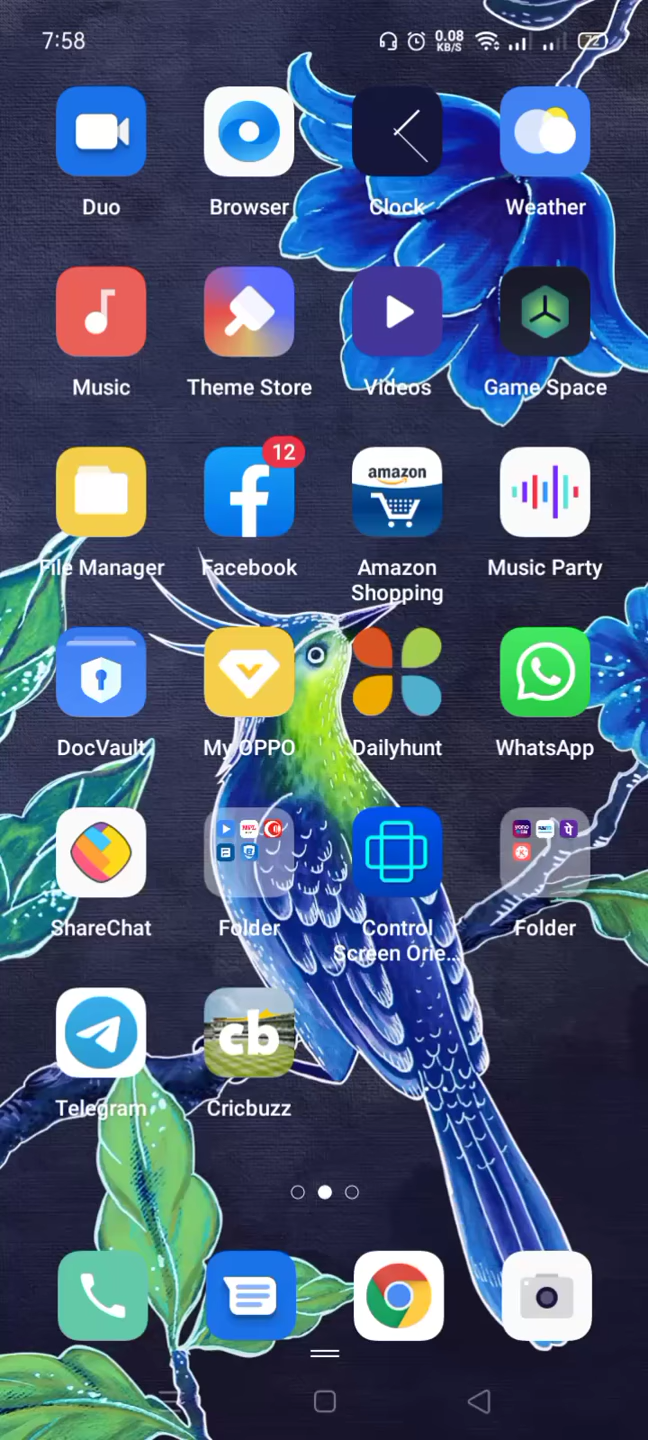 7:58
0.08
KB/S
72
Duo
Browser
Clock
Weather
Music
Theme Store
Videos
Game Space
12
amazon
File Manager
Facebook
Amazon
Shopping
Music Party
DocVault
My OPPO
Dailyhunt
WhatsApp
yono
ShareChat
Folder
Control
Screen Orie...
Folder
cb
Telegram
Cricbuzz